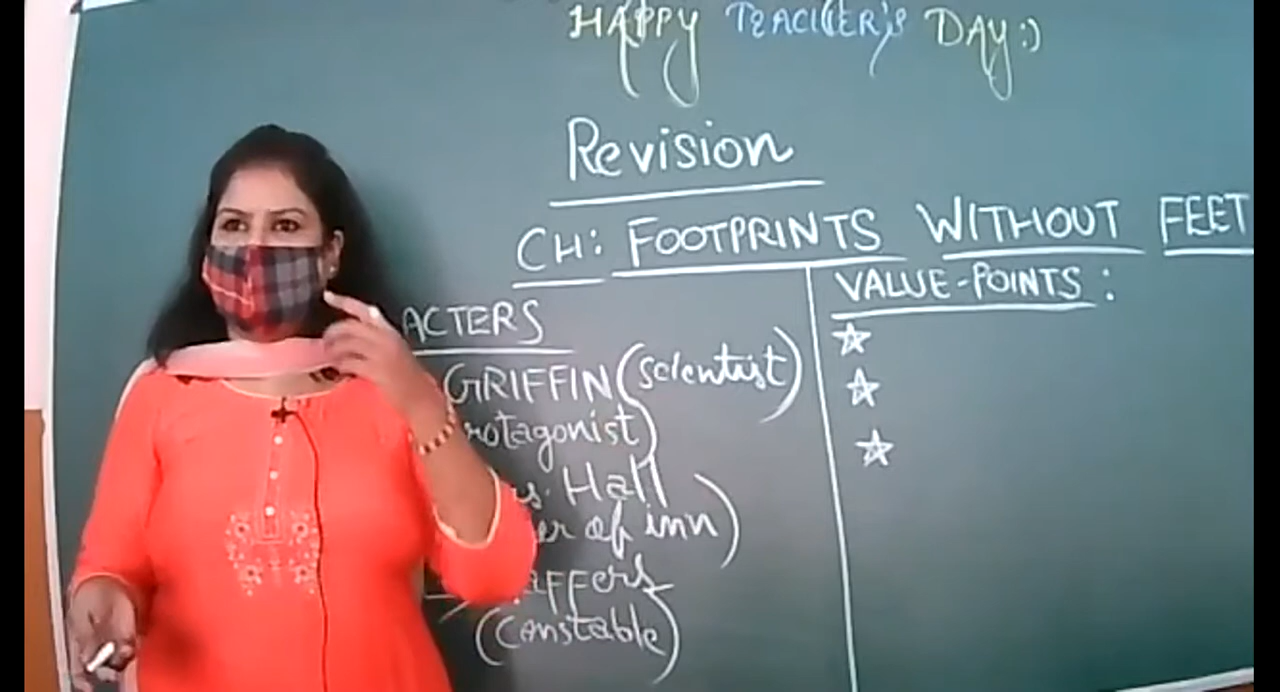 HAPPY TEACHER'S DAY:)
Revision
CH: FOOTPRINTS WITHOUT FEET
ACTERS
GRIFFIN (scientist)
rotagonist)
s. Hall
er of inn)
affers
(Constable)
VALUE-POINTS: